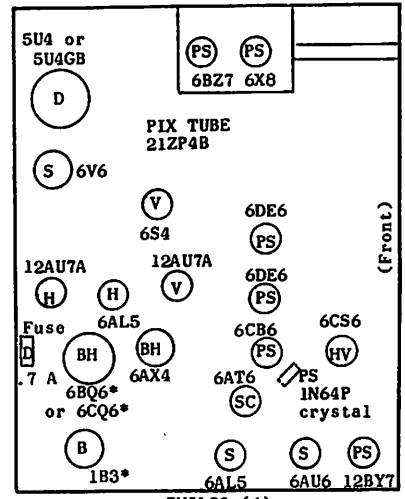 5U4 or
5U4GB
D
PS PS
6BZ7 6X8
PIX TUBE
21ZP4B
S 6V6
V
6S4
6DE6
PS
(Front)
12AU7A
H
H
6AL5
12AU7A
V
6DE6
PS
Fuse
D
.7 A
BH
6BQ6*
or 6CQ6*
BH
6AX4
6CB6
PS
6CS6
HV
6AT6
SC
PS
1N64P
crystal
B
1B3*
S
6AL5
S
6AU6
PS
12BY7